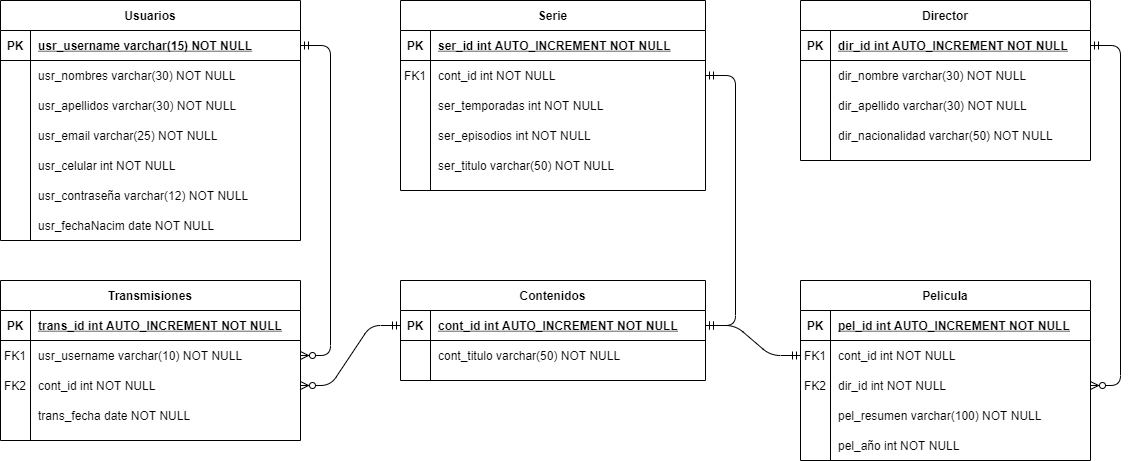 Usuarios
PK usr_username varchar(15) NOT NULL
usr_nombres varchar(30) NOT NULL
usr_apellidos varchar(30) NOT NULL
usr_email varchar(25) NOT NULL
usr_celular int NOT NULL
usr_contraseña varchar(12) NOT NULL
usr_fechaNacim date NOT NULL
Serie
PK ser_id int AUTO_INCREMENT NOT NULL
FK1 cont_id int NOT NULL
ser_temporadas int NOT NULL
ser_episodios int NOT NULL
ser_titulo varchar(50) NOT NULL
Director
PK dir_id int AUTO_INCREMENT NOT NULL
dir_nombre varchar(30) NOT NULL
dir_apellido varchar(30) NOT NULL
dir_nacionalidad varchar(50) NOT NULL
Transmisiones
PK trans_id int AUTO_INCREMENT NOT NULL
FK1 usr_username varchar(10) NOT NULL
FK2 cont_id int NOT NULL
trans_fecha date NOT NULL
Contenidos
PK cont_id int AUTO_INCREMENT NOT NULL
cont_titulo varchar(50) NOT NULL
Pelicula
PK pel_id int AUTO_INCREMENT NOT NULL
FK1 cont_id int NOT NULL
FK2 dir_id int NOT NULL
pel_resumen varchar(100) NOT NULL
pel_año int NOT NULL